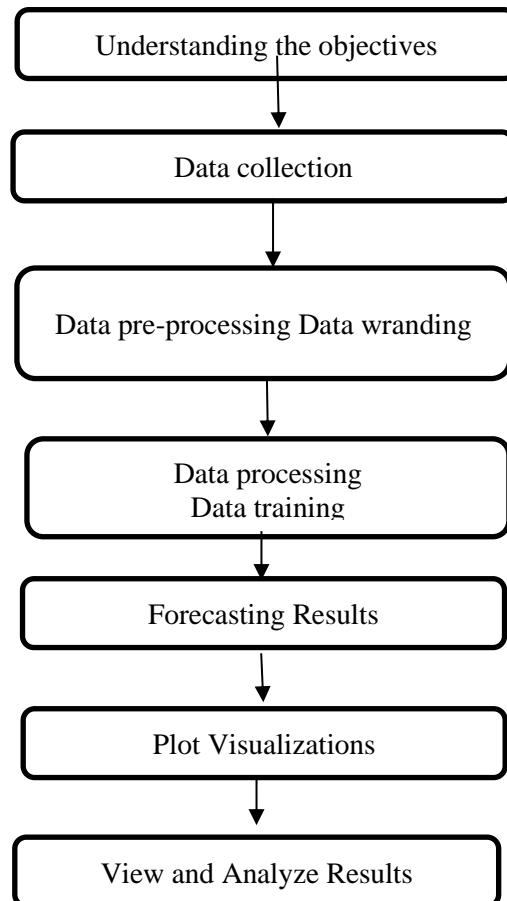 Understanding the objectives
Data collection
Data pre-processing Data wranding
Data processing
Data training
Forecasting Results
Plot Visualizations
View and Analyze Results